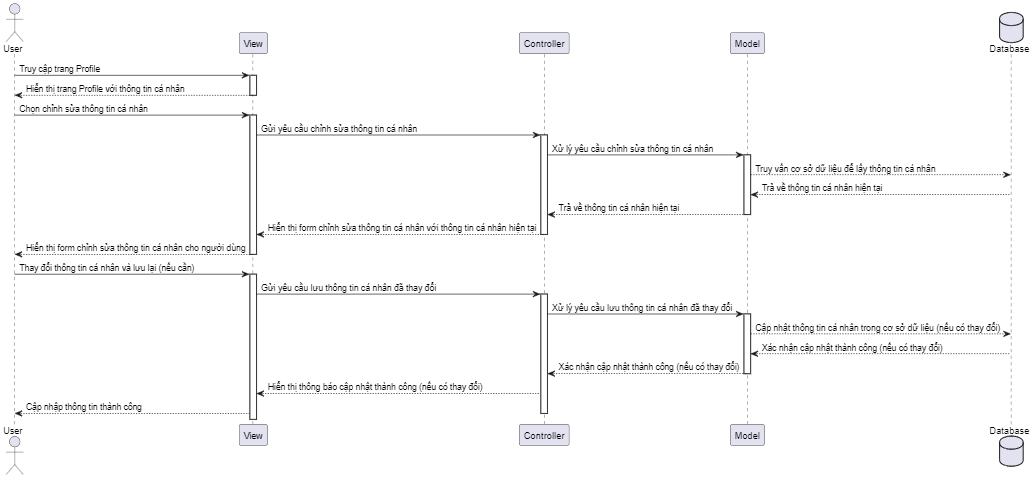 User
View
Controller
Model
Database
Truy cập trang Profile
Hiển thị trang Profile với thông tin cá nhân
Chọn chỉnh sửa thông tin cá nhân
Gửi yêu cầu chỉnh sửa thông tin cá nhân
Xử lý yêu cầu chỉnh sửa thông tin cá nhân
Truy vấn cơ sở dữ liệu để lấy thông tin cá nhân
Trả về thông tin cá nhân hiện tại
Trả về thông tin cá nhân hiện tại
Hiển thị form chỉnh sửa thông tin cá nhân với thông tin cá nhân hiện tại
Hiển thị form chỉnh sửa thông tin cá nhân cho người dùng
Thay đổi thông tin cá nhân và lưu lại (nếu cần)
Gửi yêu cầu lưu thông tin cá nhân đã thay đổi
Xử lý yêu cầu lưu thông tin cá nhân đã thay đổi
Cập nhật thông tin cá nhân trong cơ sở dữ liệu (nếu có thay đổi)
Xác nhận cập nhật thành công (nếu có thay đổi)
Xác nhận cập nhật thành công (nếu có thay đổi)
Hiển thị thông báo cập nhật thành công (nếu có thay đổi)
Cập nhập thông tin thành công
User
View
Controller
Model
Database